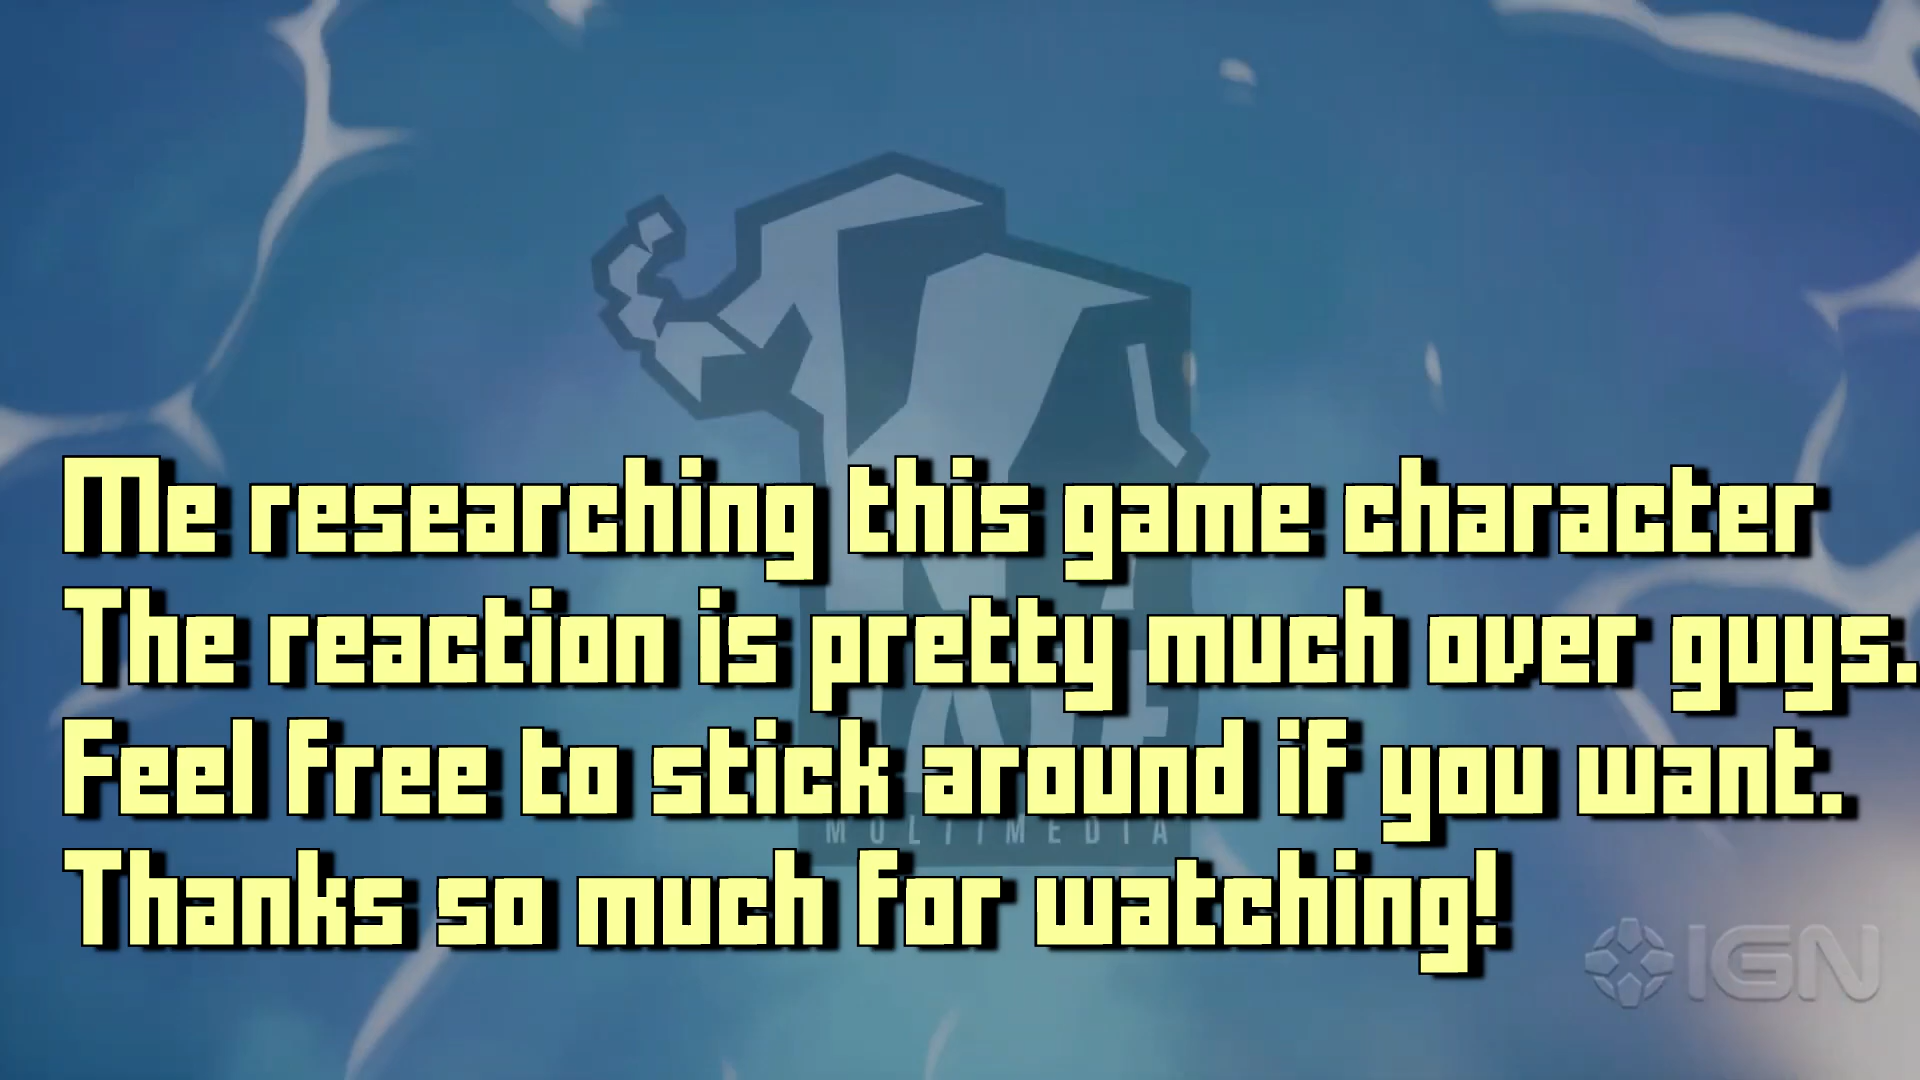 Me researching this game character
The reaction is pretty much over guys.
Feel free to stick around if you want.
MOLTIMEDIA
Thanks so much for watching!
IGN